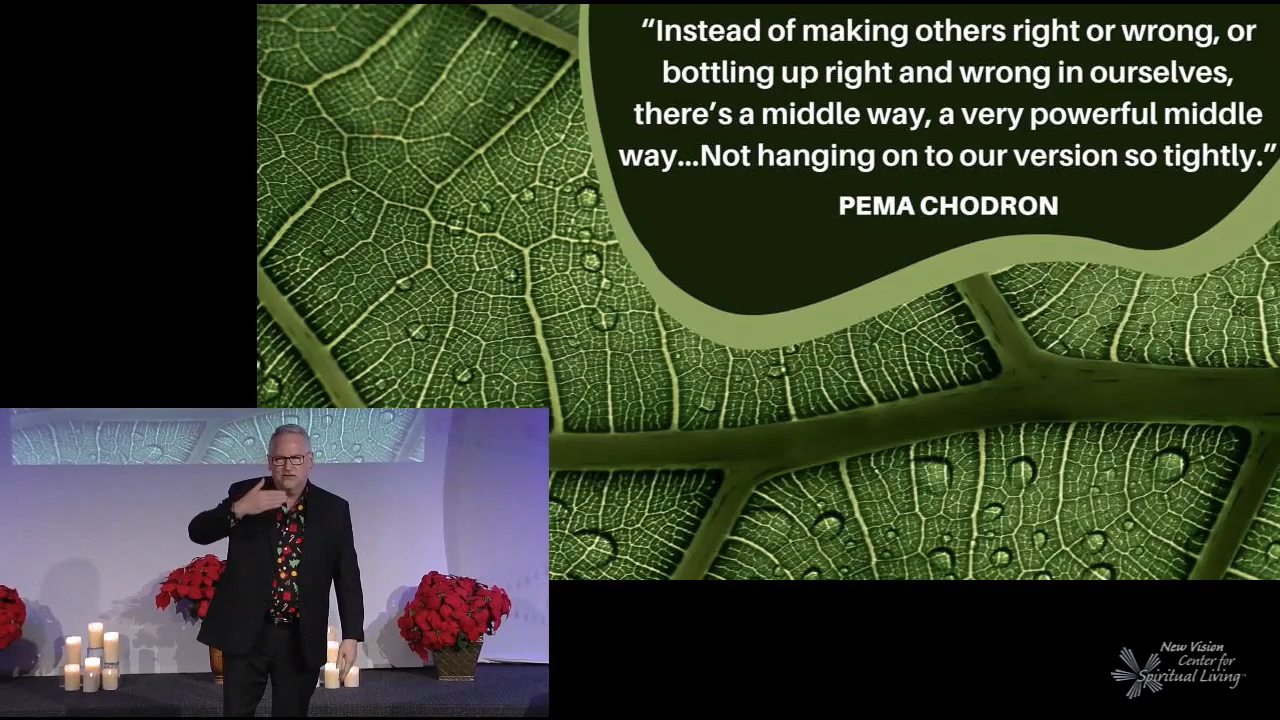 “Instead of making others right or wrong, or
bottling up right and wrong in ourselves,
there’s a middle way, a very powerful middle
way...Not hanging on to our version so tightly.”
PEMA CHODRON
New Vision
Center for
Spiritual Living